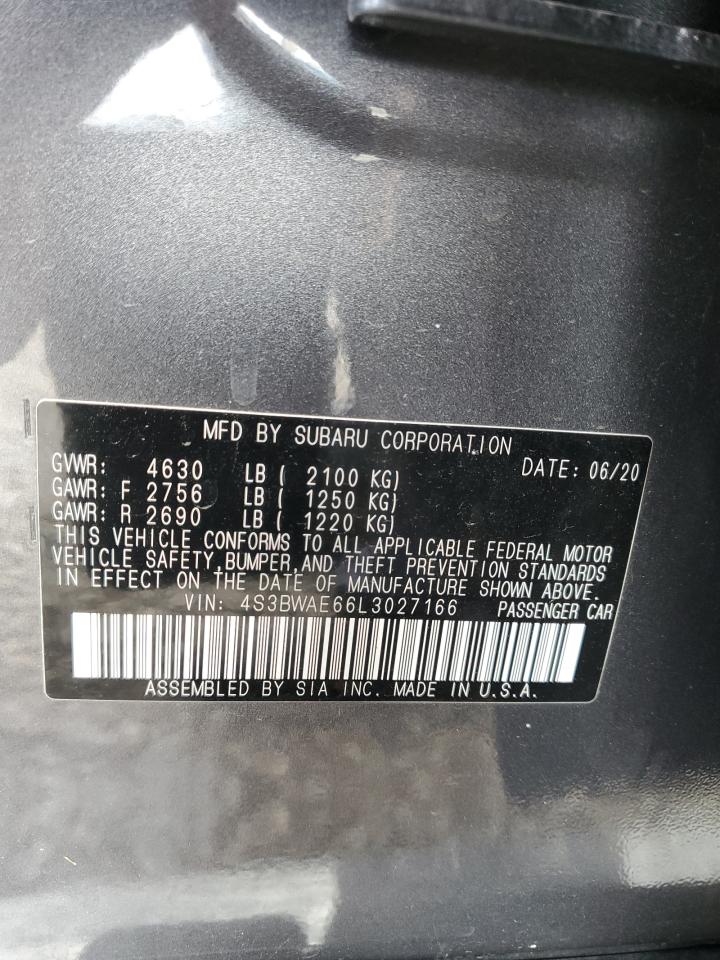 MFD BY SUBARU CORPORATION
GVWR: 4630 LB ( 2100 KG) DATE: 06/20
GAWR: F 2756 LB ( 1250 KG)
GAWR: R 2690 LB ( 1220 KG)
THIS VEHICLE CONFORMS TO ALL APPLICABLE FEDERAL MOTOR
VEHICLE SAFETY,BUMPER,AND THEFT PREVENTION STANDARDS
IN EFFECT ON THE DATE OF MANUFACTURE SHOWN ABOVE.
VIN: 4S3BWAE66L3027166 PASSENGER CAR
ASSEMBLED BY SIA INC. MADE IN U.S.A.